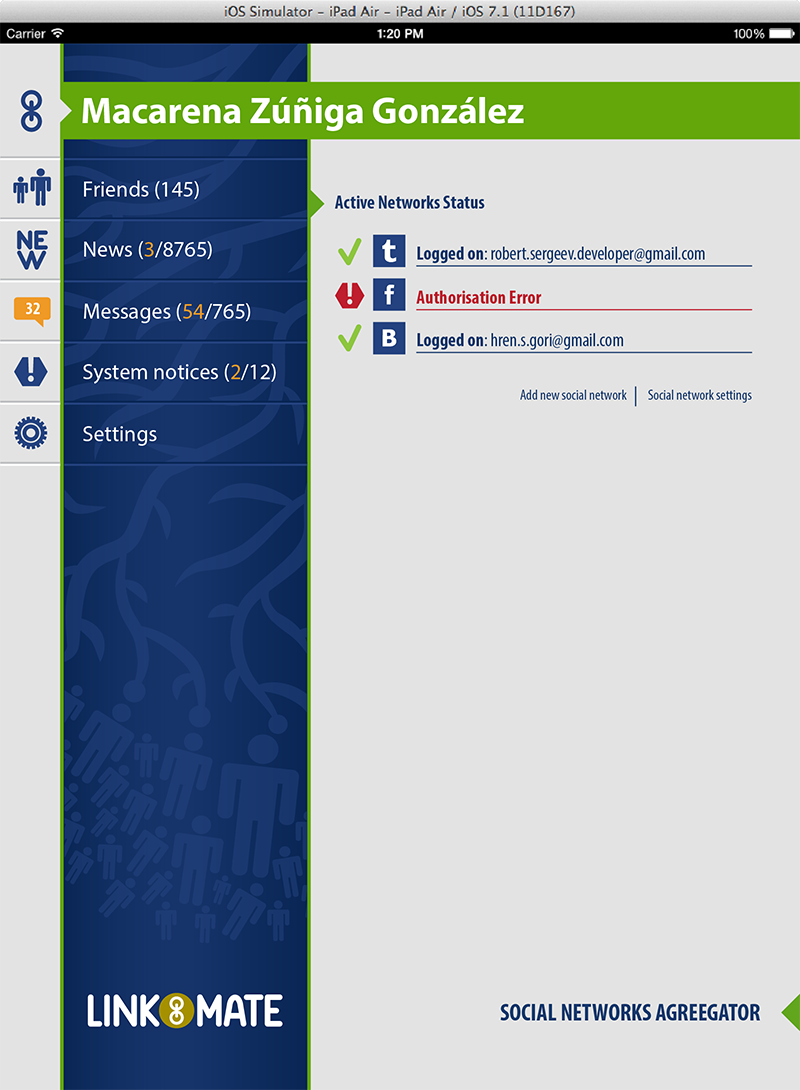 iOS Simulator – iPad Air – iPad Air / iOS 7.1 (11D167)
Carrier 1:20 PM 100%
Macarena Zúñiga González
Friends (145)
NEW
News (3/8765)
32
Messages (54/765)
System notices (2/12)
Settings
Active Networks Status
t Logged on: robert.sergeev.developer@gmail.com
f Authorisation Error
B Logged on: hren.s.gori@gmail.com
Add new social network | Social network settings
LINK MATE
SOCIAL NETWORKS AGREEGATOR